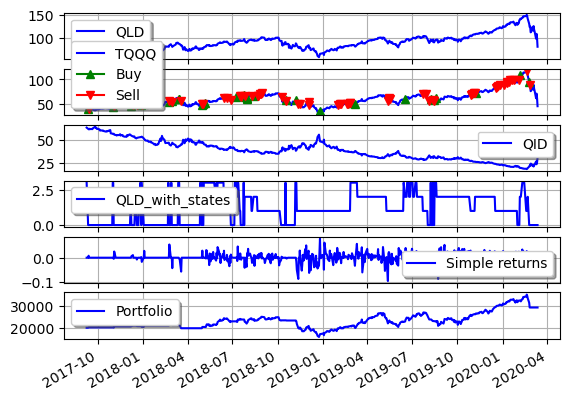 150
100
QLD
TQQQ
Buy
Sell
100
50
50
25
QID
2.5
0.0
QLD_with_states
0.0
−0.1
Simple returns
30000
20000
Portfolio
2017-10
2018-01
2018-04
2018-07
2018-10
2019-01
2019-04
2019-07
2019-10
2020-01
2020-04